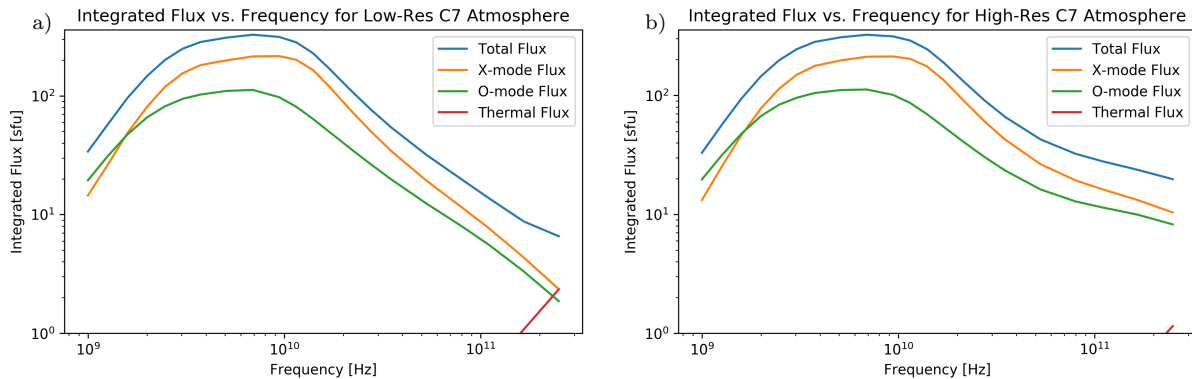 a)
Integrated Flux vs. Frequency for Low-Res C7 Atmosphere
Total Flux
X-mode Flux
O-mode Flux
Thermal Flux
Integrated Flux [sfu]
10²
10¹
10⁰
10⁹
10¹⁰
10¹¹
Frequency [Hz]
b)
Integrated Flux vs. Frequency for High-Res C7 Atmosphere
Total Flux
X-mode Flux
O-mode Flux
Thermal Flux
Integrated Flux [sfu]
10²
10¹
10⁰
10⁹
10¹⁰
10¹¹
Frequency [Hz]